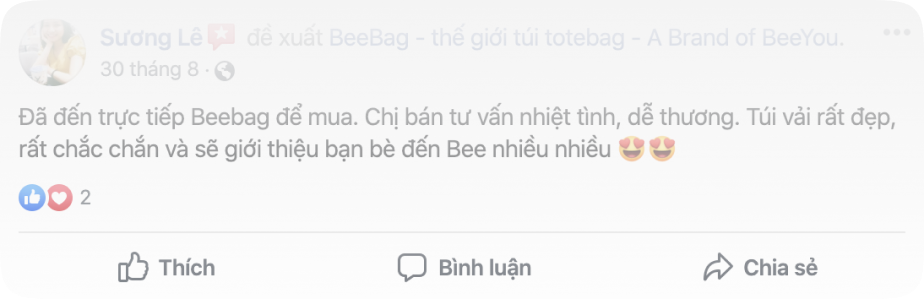 Sương Lê đề xuất BeeBag - thế giới túi totebag - A Brand of BeeYou.
30 tháng 8 ·
Đã đến trực tiếp Beebag để mua. Chị bán tư vấn nhiệt tình, dễ thương. Túi vải rất đẹp,
rất chắc chắn và sẽ giới thiệu bạn bè đến Bee nhiều nhiều 😍😍
2
Thích Bình luận Chia sẻ